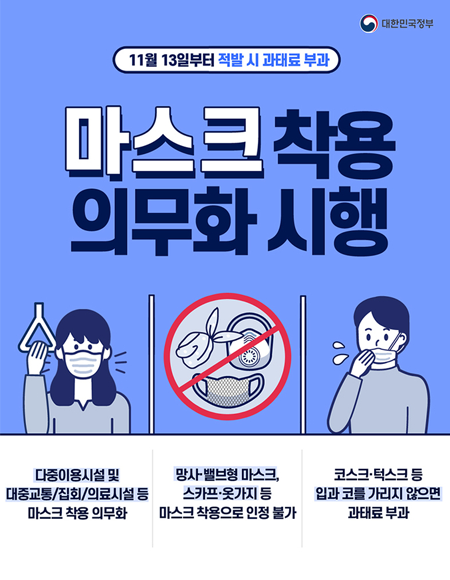 대한민국정부
11월 13일부터 적발 시 과태료 부과
마스크 착용
의무화 시행
다중이용시설 및
대중교통/집회/의료시설 등
마스크 착용 의무화
망사·밸브형 마스크,
스카프·옷가지 등
마스크 착용으로 인정 불가
코스크·턱스크 등
입과 코를 가리지 않으면
과태료 부과